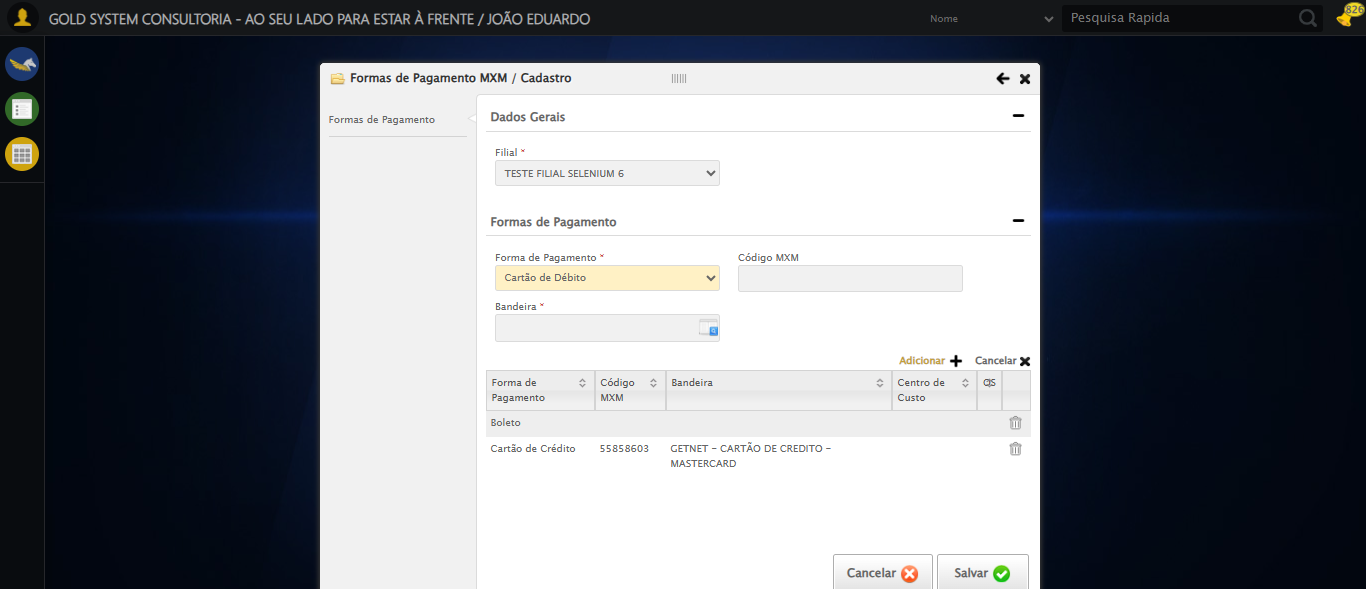 GOLD SYSTEM CONSULTORIA - AO SEU LADO PARA ESTAR À FRENTE / JOÃO EDUARDO
Nome
Pesquisa Rapida
826
Formas de Pagamento MXM / Cadastro
Formas de Pagamento
Dados Gerais
Filial *
TESTE FILIAL SELENIUM 6
Formas de Pagamento
Forma de Pagamento *
Código MXM
Cartão de Débito
Bandeira *
Adicionar
Cancelar
Forma de Pagamento
Código MXM
Bandeira
Centro de Custo
Boleto
Cartão de Crédito
55858603
GETNET - CARTÃO DE CREDITO -
MASTERCARD
Cancelar
Salvar